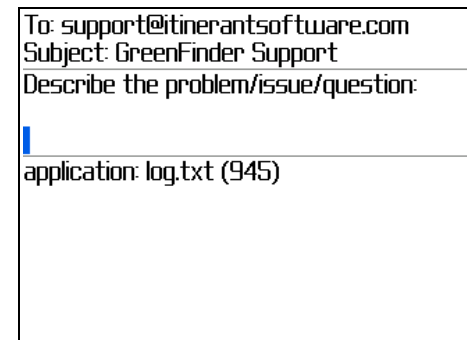 To: support@itinerantsoftware.com
Subject: GreenFinder Support
Describe the problem/issue/question:
application: log.txt (945)